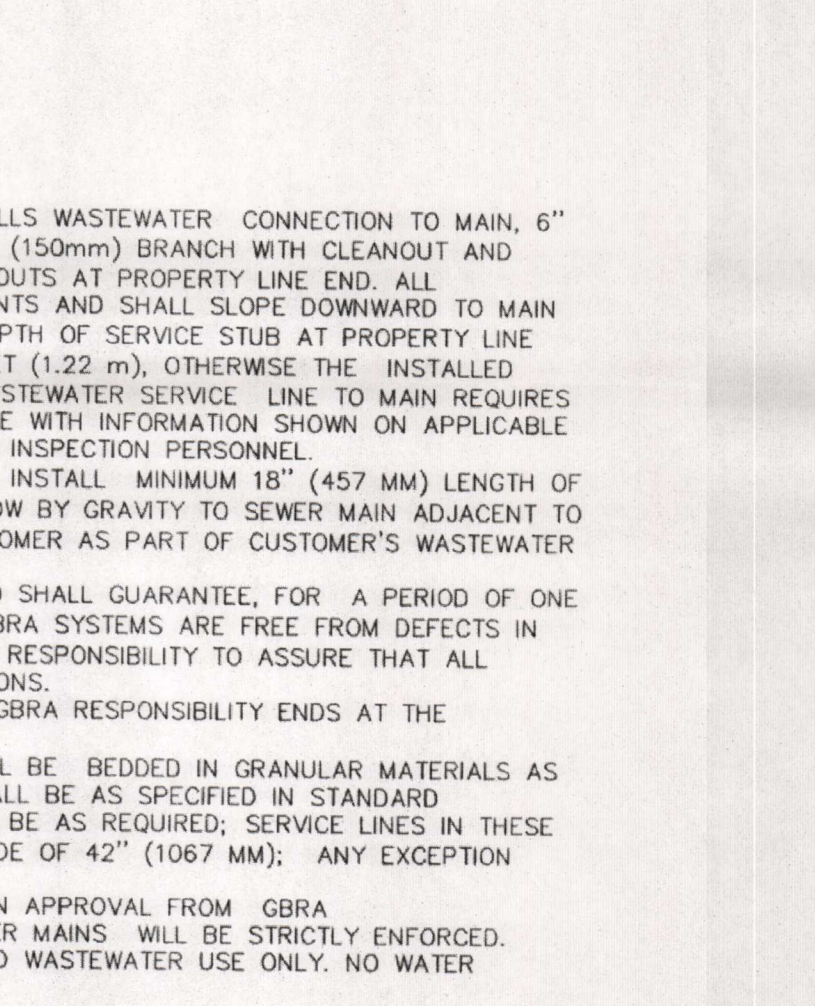 LLS WASTEWATER CONNECTION TO MAIN, 6"
(150mm) BRANCH WITH CLEANOUT AND
OUTS AT PROPERTY LINE END. ALL
NTS AND SHALL SLOPE DOWNWARD TO MAIN
PTH OF SERVICE STUB AT PROPERTY LINE
ET (1.22 m), OTHERWISE THE INSTALLED
STEWATER SERVICE LINE TO MAIN REQUIRES
E WITH INFORMATION SHOWN ON APPLICABLE
INSPECTION PERSONNEL.
INSTALL MINIMUM 18" (457 MM) LENGTH OF
OW BY GRAVITY TO SEWER MAIN ADJACENT TO
OMER AS PART OF CUSTOMER'S WASTEWATER
SHALL GUARANTEE, FOR A PERIOD OF ONE
BRA SYSTEMS ARE FREE FROM DEFECTS IN
RESPONSIBILITY TO ASSURE THAT ALL
ONS.
GBRA RESPONSIBILITY ENDS AT THE
L BE BEDDED IN GRANULAR MATERIALS AS
ALL BE AS SPECIFIED IN STANDARD
BE AS REQUIRED; SERVICE LINES IN THESE
DE OF 42" (1067 MM); ANY EXCEPTION
N APPROVAL FROM GBRA
ER MAINS WILL BE STRICTLY ENFORCED.
WASTEWATER USE ONLY. NO WATER